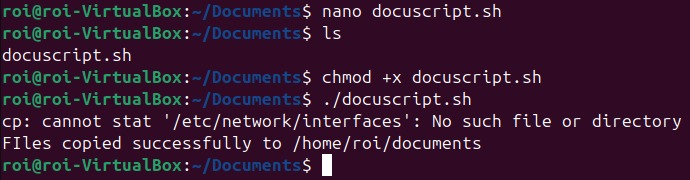 roi@roi-VirtualBox:~/Documents$ nano docuscript.sh
roi@roi-VirtualBox:~/Documents$ ls
docuscript.sh
roi@roi-VirtualBox:~/Documents$ chmod +x docuscript.sh
roi@roi-VirtualBox:~/Documents$ ./docuscript.sh
cp: cannot stat '/etc/network/interfaces': No such file or directory
FIles copied successfully to /home/roi/documents
roi@roi-VirtualBox:~/Documents$